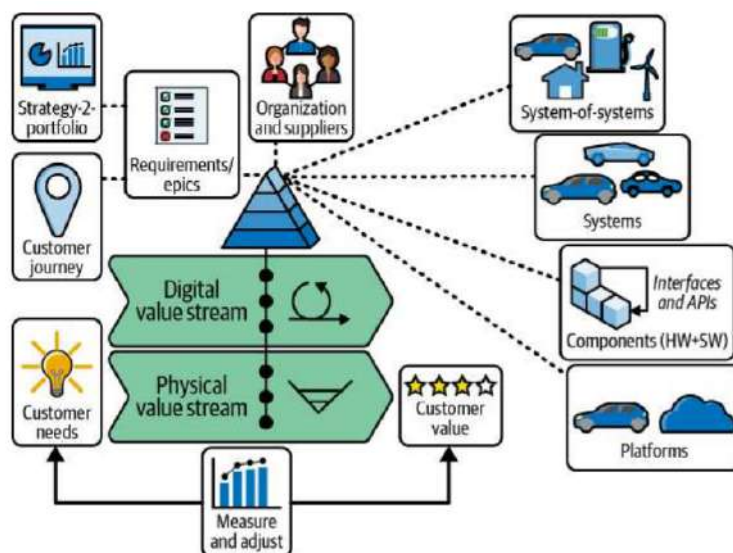 Strategy-2-
portfolio
Requirements/
epics
Organization
and suppliers
System-of-systems
Customer
journey
Systems
Digital
value stream
Interfaces
and APIs
Components (HW+SW)
Customer
needs
Physical
value stream
Customer
value
Platforms
Measure
and adjust